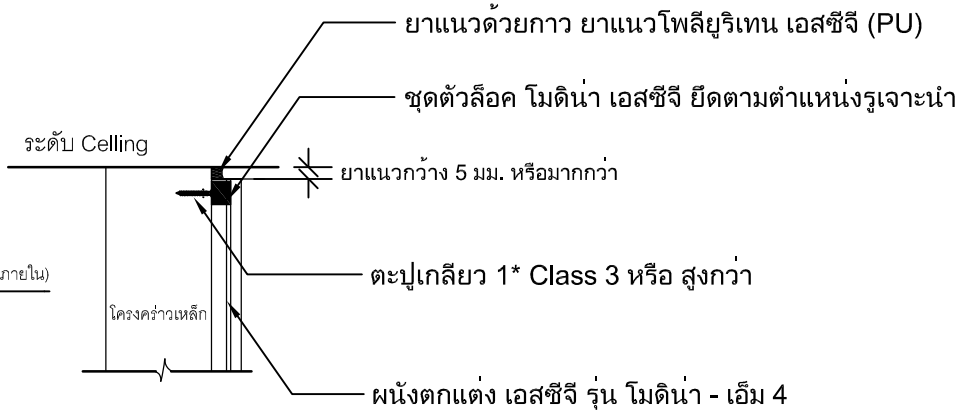 ยาแนวด้วยกาว ยาแนวโพลียูริเทน เอสซีจี (PU)
ชุดตัวล็อค โมดิน่า เอสซีจี ยึดตามตำแหน่งรูเจาะนำ
ระดับ Celling
ยาแนวกว้าง 5 มม. หรือมากกว่า
ภายใน)
ตะปูเกลียว 1* Class 3 หรือ สูงกว่า
โครงคร่าวเหล็ก
ผนังตกแต่ง เอสซีจี รุ่น โมดิน่า - เอ็ม 4